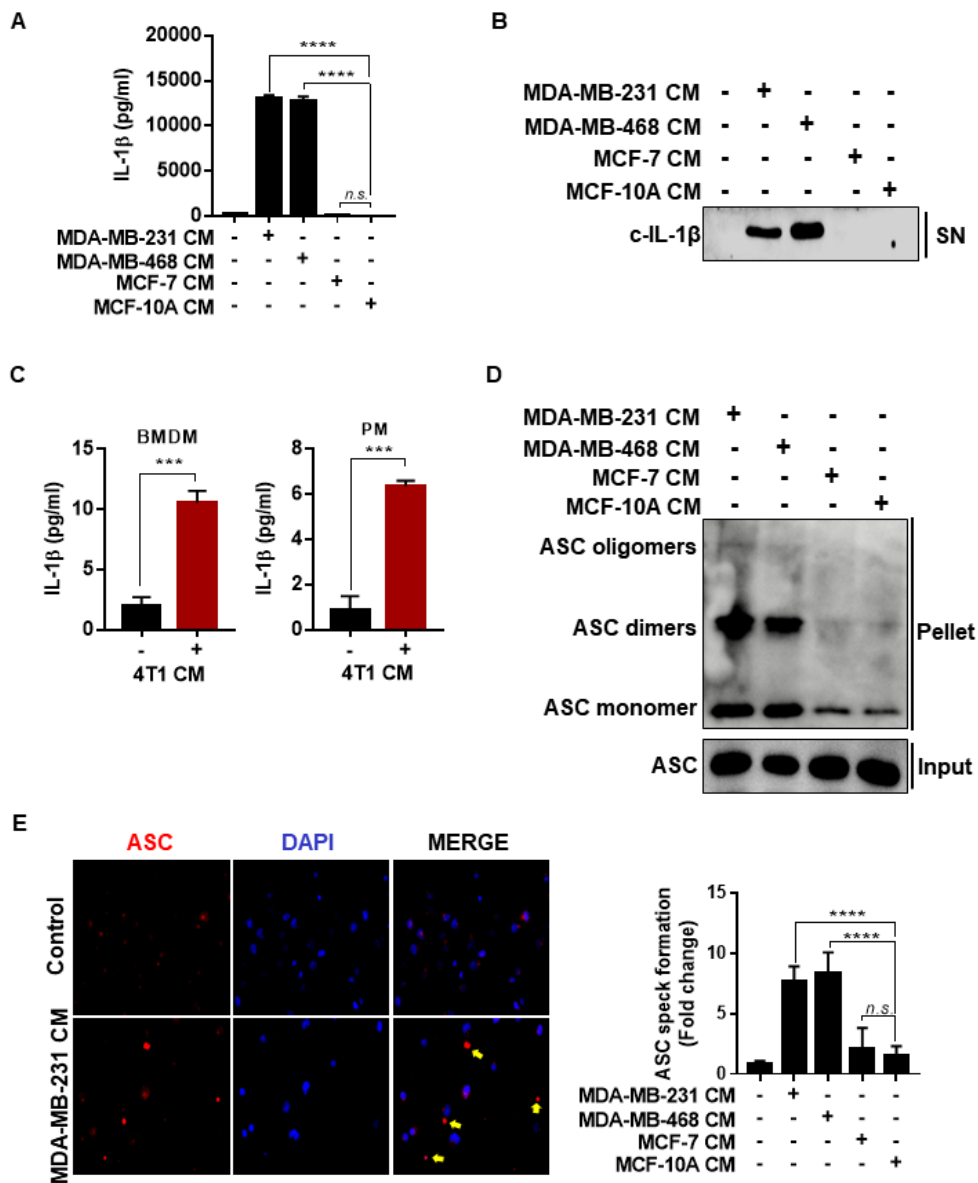 A
IL-1β (pg/ml)
20000
15000
10000
5000
0
****
****
n.s.
MDA-MB-231 CM - + - - -
MDA-MB-468 CM - - + - -
MCF-7 CM - - - + -
MCF-10A CM - - - - +
B
MDA-MB-231 CM - + - - -
MDA-MB-468 CM - - + - -
MCF-7 CM - - - + -
MCF-10A CM - - - - +
c-IL-1β
SN
C
BMDM
IL-1β (pg/ml)
15
10
5
0
***
- +
4T1 CM
PM
IL-1β (pg/ml)
8
6
4
2
0
***
- +
4T1 CM
D
MDA-MB-231 CM + - - -
MDA-MB-468 CM - + - -
MCF-7 CM - - + -
MCF-10A CM - - - +
ASC oligomers
ASC dimers
ASC monomer
Pellet
ASC
Input
E
ASC DAPI MERGE
Control
MDA-MB-231 CM
ASC speck formation
(Fold change)
15
10
5
0
****
****
n.s.
MDA-MB-231 CM - + - - -
MDA-MB-468 CM - - + - -
MCF-7 CM - - - + -
MCF-10A CM - - - - +